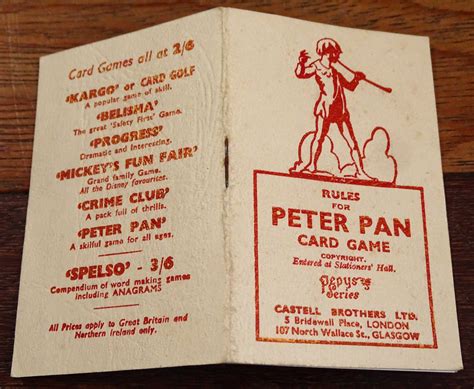 Card Games all at 2/6
'KARGO' or CARD GOLF
A popular game of skill.
'BELISHA'
The great 'Safety First' Game.
'PROGRESS'
Dramatic and Interesting.
'MICKEY'S FUN FAIR'
Grand family Game.
All the Disney favourites.
'CRIME CLUB'
A pack full of thrills.
'PETER PAN'
A skilful game for all ages.
'SPELSO' - 3/6
Compendium of word making games
including ANAGRAMS
All Prices apply to Great Britain and
Northern Ireland only.
RULES
FOR
PETER PAN
CARD GAME
COPYRIGHT.
Entered at Stationers' Hall.
Pepys
Series
CASTELL BROTHERS LTD.
5 Bridewell Place, LONDON
107 North Wallace St., GLASGOW